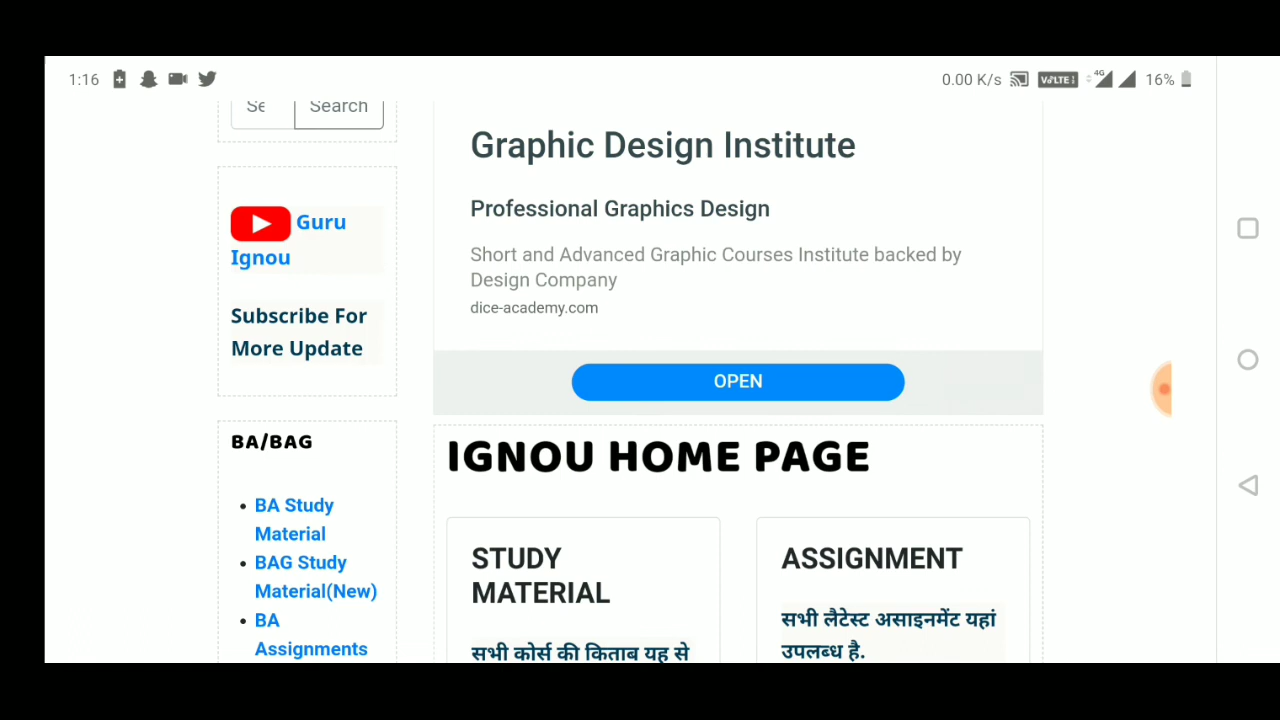 1:16
0.00 K/s VoLTE 4G 16%
Search
Guru
Ignou
Subscribe For
More Update
BA/BAG
BA Study
Material
BAG Study
Material(New)
BA
Assignments
Graphic Design Institute
Professional Graphics Design
Short and Advanced Graphic Courses Institute backed by
Design Company
dice-academy.com
OPEN
IGNOU HOME PAGE
STUDY
MATERIAL
सभी कोर्स की किताब यह से
ASSIGNMENT
सभी लैटेस्ट असाइनमेंट यहां
उपलब्ध है.